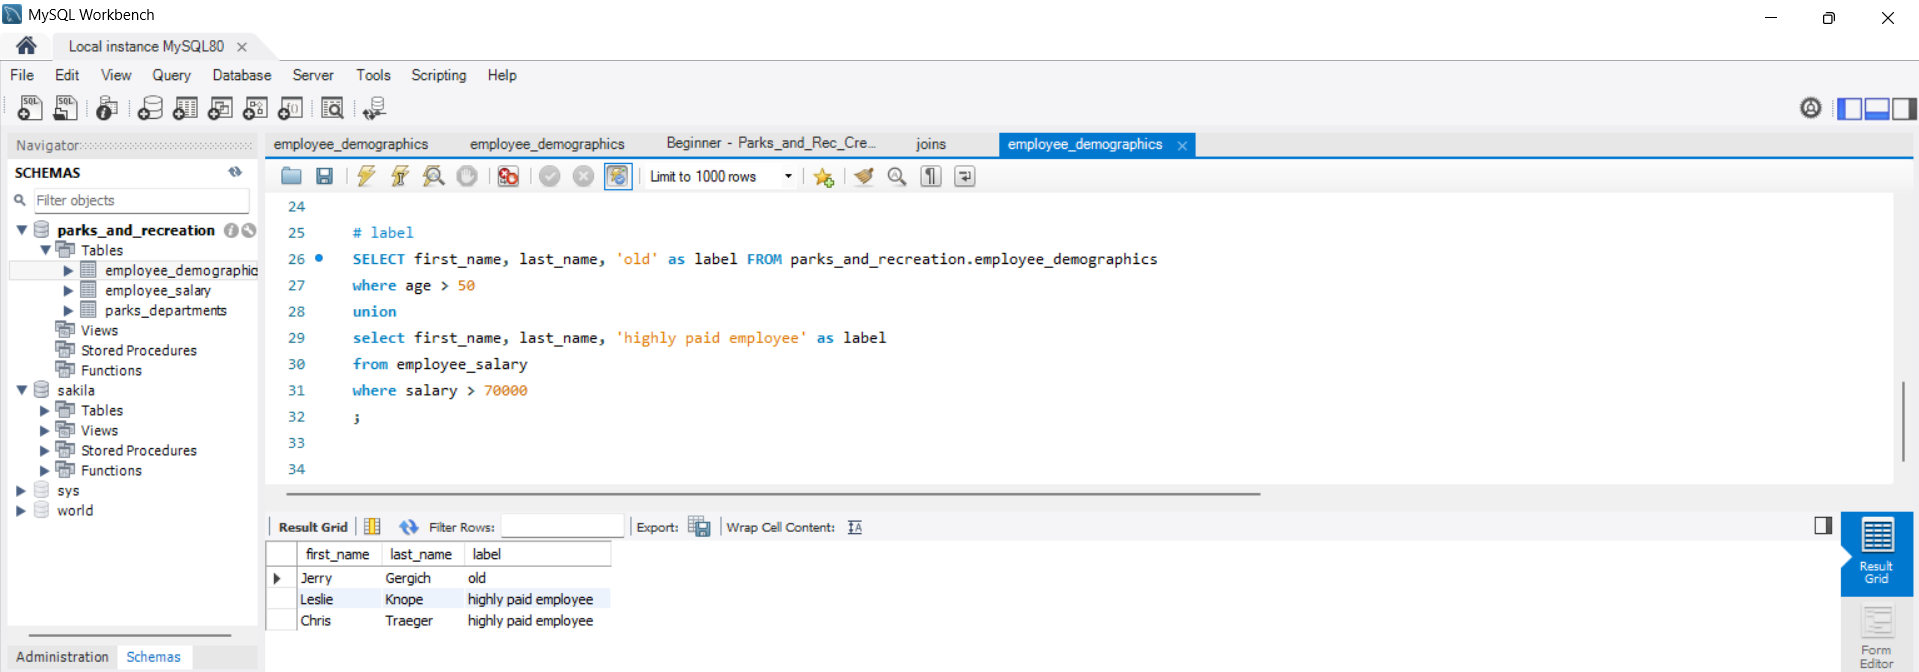 MySQL Workbench
Local instance MySQL80
File Edit View Query Database Server Tools Scripting Help
Navigator
SCHEMAS
Filter objects
parks_and_recreation
Tables
employee_demographic
employee_salary
parks_departments
Views
Stored Procedures
Functions
sakila
Tables
Views
Stored Procedures
Functions
sys
world
Administration Schemas
employee_demographics employee_demographics Beginner - Parks_and_Rec_Cre... joins employee_demographics
Limit to 1000 rows
24
25 # label
26 SELECT first_name, last_name, 'old' as label FROM parks_and_recreation.employee_demographics
27 where age > 50
28 union
29 select first_name, last_name, 'highly paid employee' as label
30 from employee_salary
31 where salary > 70000
32 ;
33
34
Result Grid Filter Rows: Export: Wrap Cell Content:
first_name last_name label
Jerry Gergich old
Leslie Knope highly paid employee
Chris Traeger highly paid employee
Result
Grid
Form
Editor